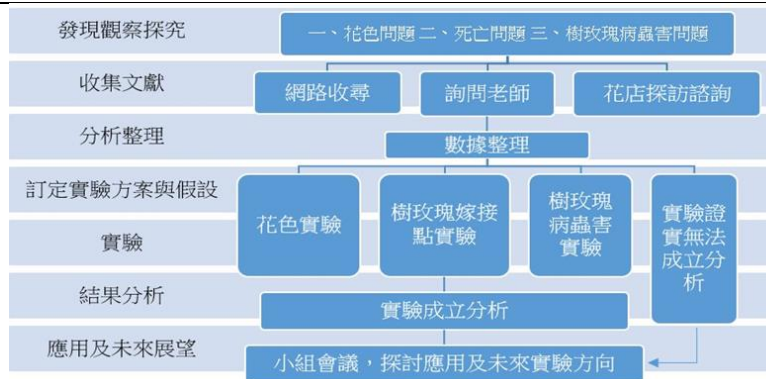 發現觀察探究
一、花色問題 二、死亡問題 三、樹玫瑰病蟲害問題
收集文獻
網路收尋
詢問老師
花店探訪諮詢
分析整理
數據整理
訂定實驗方案與假設
花色實驗
樹玫瑰嫁接
點實驗
樹玫瑰
病蟲害
實驗
實驗證
實無法
成立分
析
實驗
結果分析
實驗成立分析
應用及未來展望
小組會議，探討應用及未來實驗方向